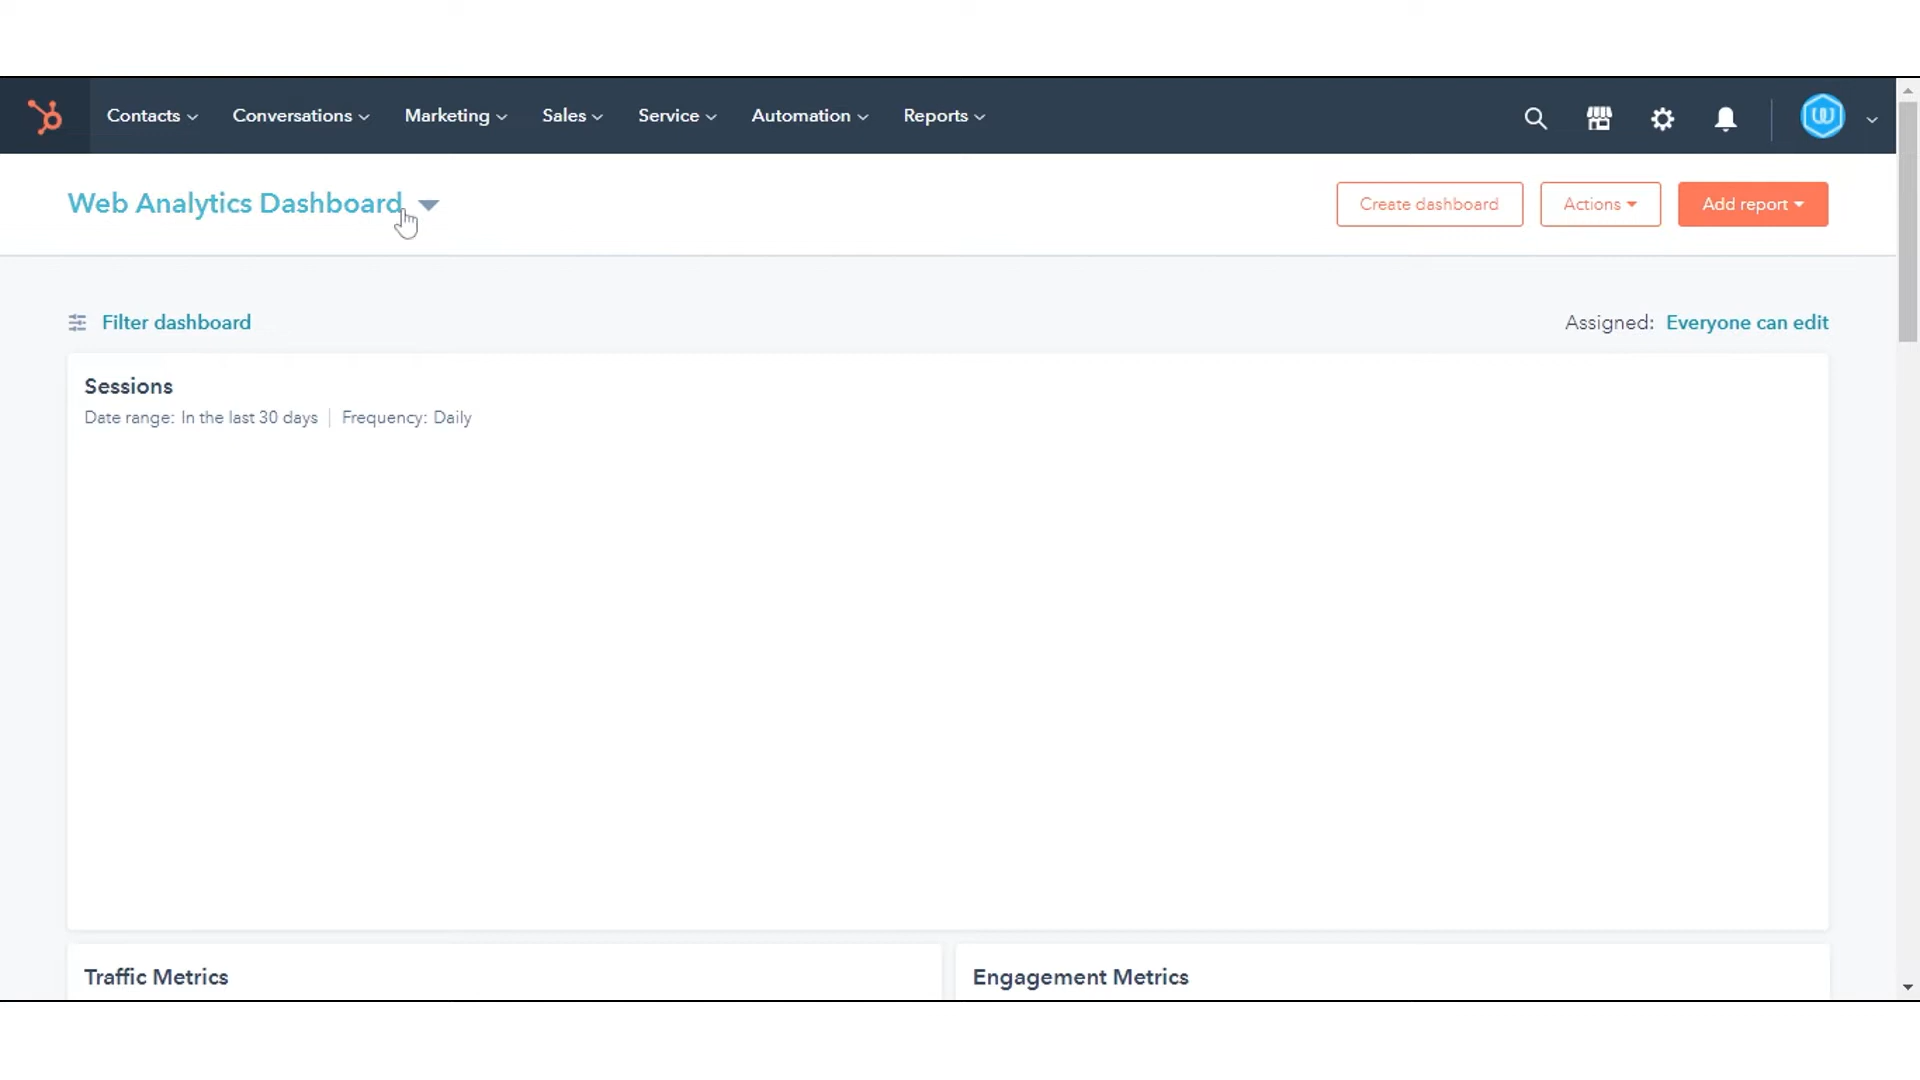 Contacts Conversations Marketing Sales Service Automation Reports
Web Analytics Dashboard
Create dashboard
Actions
Add report
Filter dashboard
Assigned: Everyone can edit
Sessions
Date range: In the last 30 days | Frequency: Daily
Traffic Metrics
Engagement Metrics